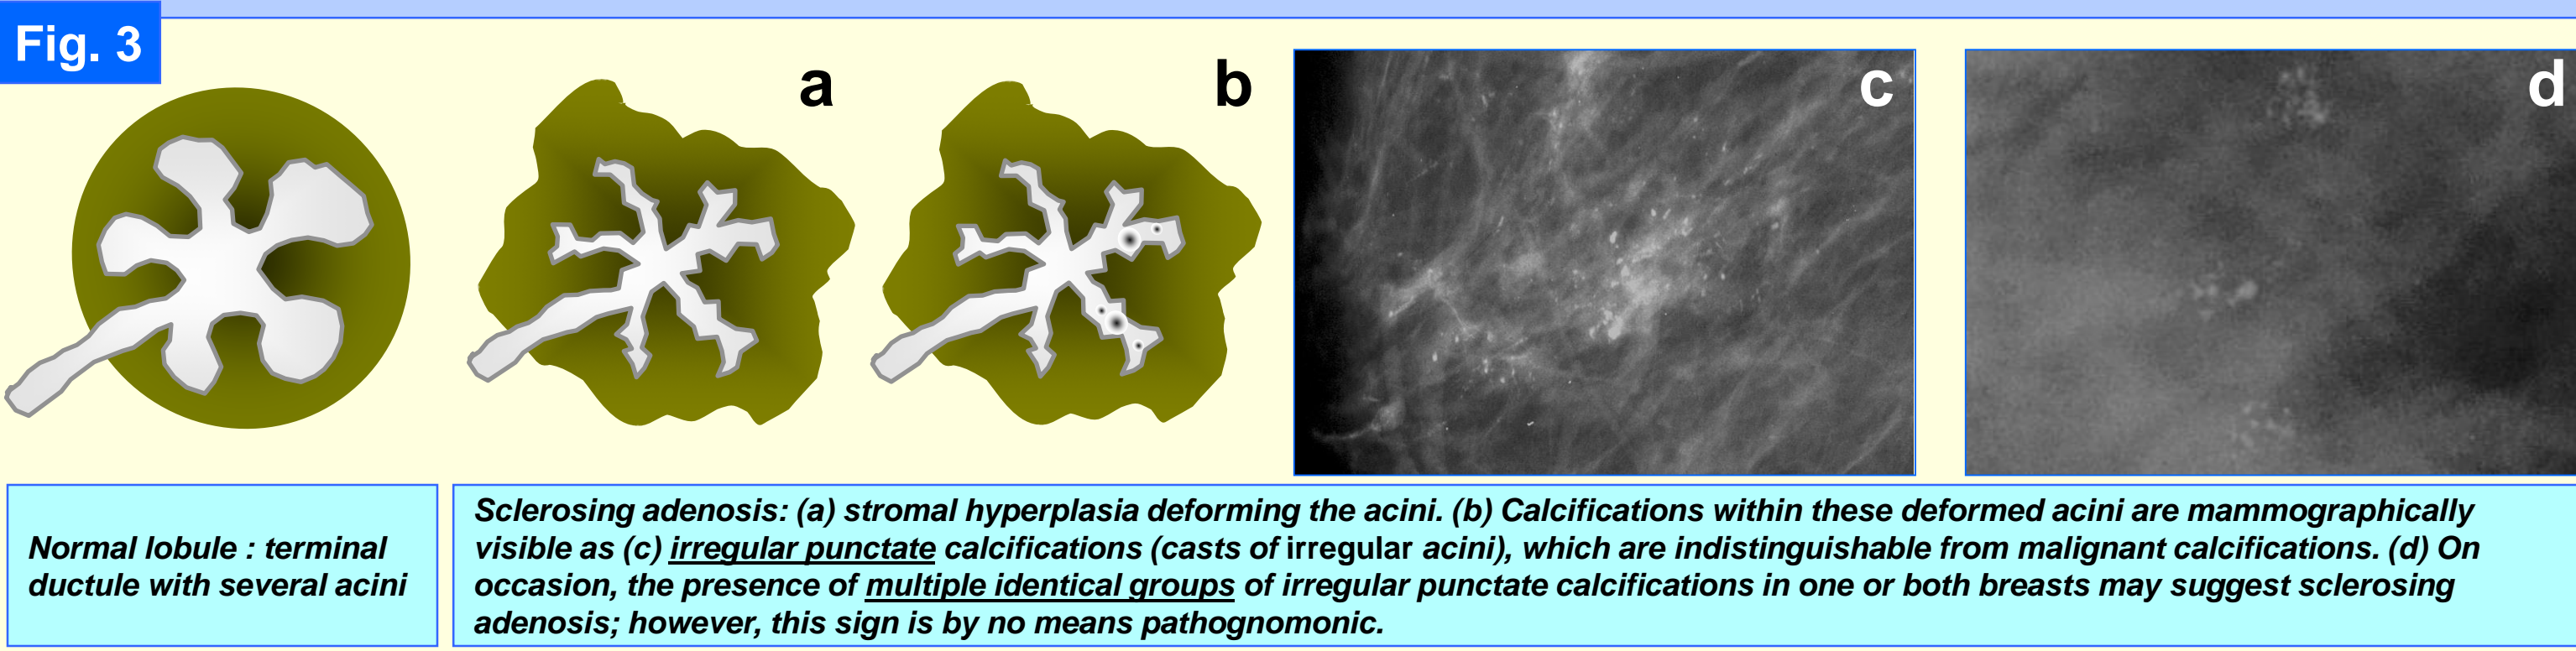 Fig. 3
a
b
c
d
Normal lobule : terminal
ductule with several acini
Sclerosing adenosis: (a) stromal hyperplasia deforming the acini. (b) Calcifications within these deformed acini are mammographically
visible as (c) irregular punctate calcifications (casts of irregular acini), which are indistinguishable from malignant calcifications. (d) On
occasion, the presence of multiple identical groups of irregular punctate calcifications in one or both breasts may suggest sclerosing
adenosis; however, this sign is by no means pathognomonic.